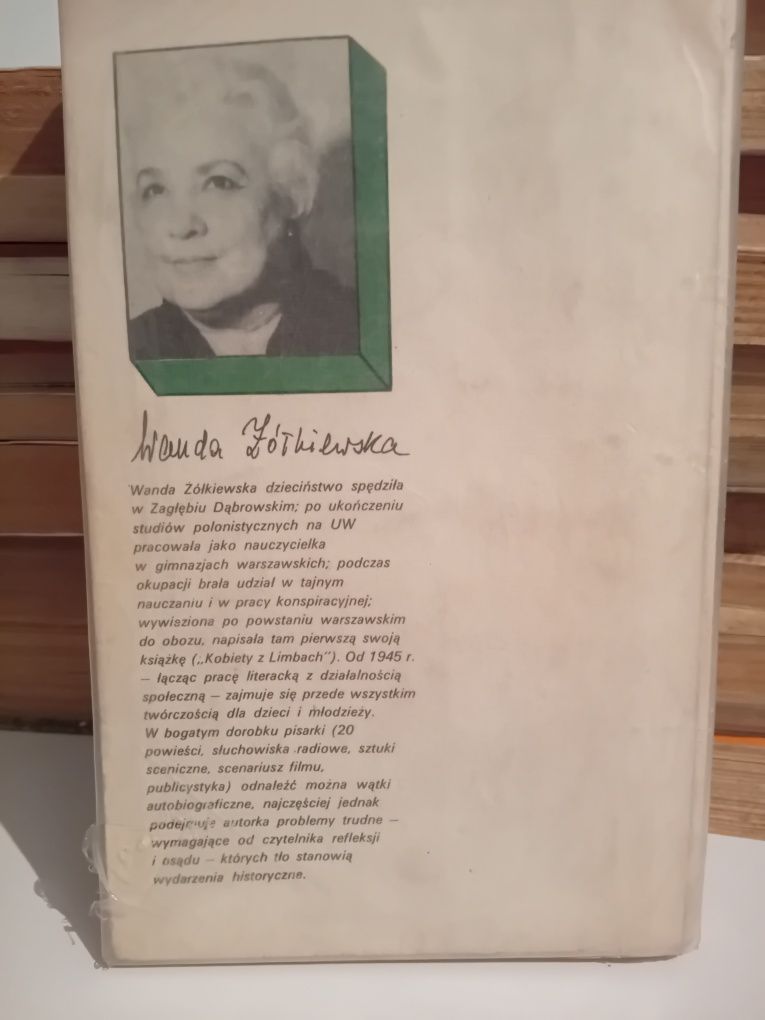 Wanda Żółkiewska
Wanda Żółkiewska dzieciństwo spędziła
w Zagłębiu Dąbrowskim; po ukończeniu
studiów polonistycznych na UW
pracowała jako nauczycielka
w gimnazjach warszawskich; podczas
okupacji brała udział w tajnym
nauczaniu i w pracy konspiracyjnej;
wywieziona po powstaniu warszawskim
do obozu, napisała tam pierwszą swoją
książkę („Kobiety z Limbach"). Od 1945 r.
— łącząc pracę literacką z działalnością
społeczną — zajmuje się przede wszystkim
twórczością dla dzieci i młodzieży.
W bogatym dorobku pisarki (20
powieści, słuchowiska radiowe, sztuki
sceniczne, scenariusz filmu,
publicystyka) odnaleźć można wątki
autobiograficzne, najczęściej jednak
podejmuje autorka problemy trudne —
wymagające od czytelnika refleksji
i osądu — których tło stanowią
wydarzenia historyczne.